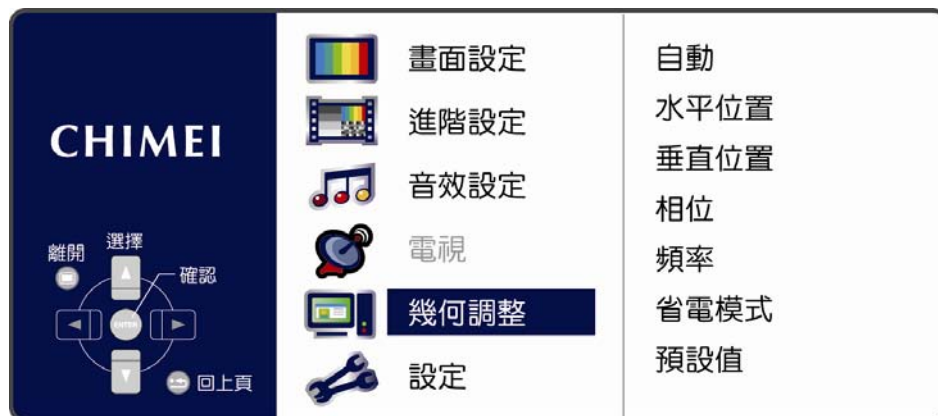 CHIMEI
離開
選擇
確認
ENTER
回上頁
畫面設定
進階設定
音效設定
電視
幾何調整
設定
自動
水平位置
垂直位置
相位
頻率
省電模式
預設值